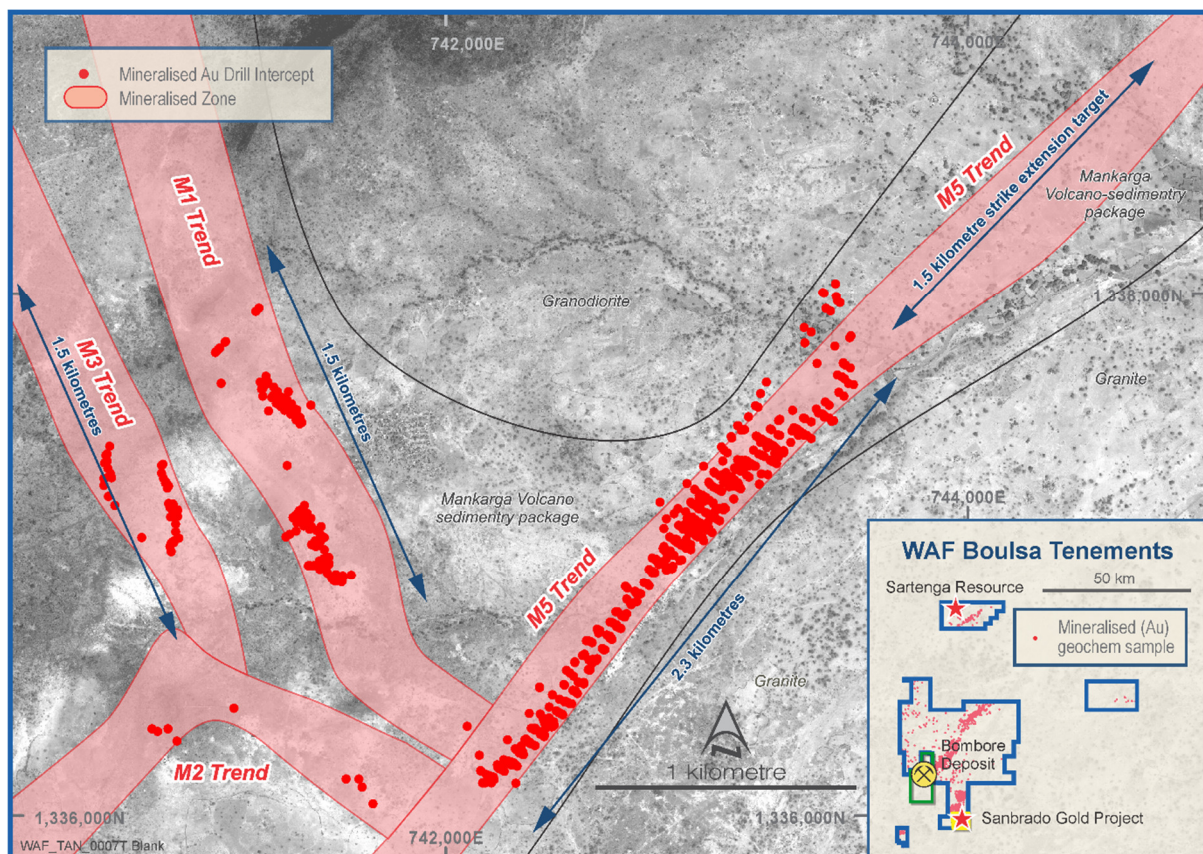 742,000E
744,000E
Mineralised Au Drill Intercept
Mineralised Zone
M1 Trend
M3 Trend
1.5 kilometres
1.5 kilometres
M5 Trend
1.5 kilometre strike extension target
Mankarga
Volcano-sedimentry
package
1,338,000N
Granodiorite
Granite
Mankarga Volcano
sedimentry package
744,000E
M5 Trend
2.3 kilometres
Granite
M2 Trend
N
1 kilometre
1,336,000N
1,336,000N
742,000E
WAF_TAN_0007T Blank
WAF Boulsa Tenements
Sartenga Resource
50 km
Mineralised (Au)
geochem sample
Bombore
Deposit
Sanbrado Gold Project